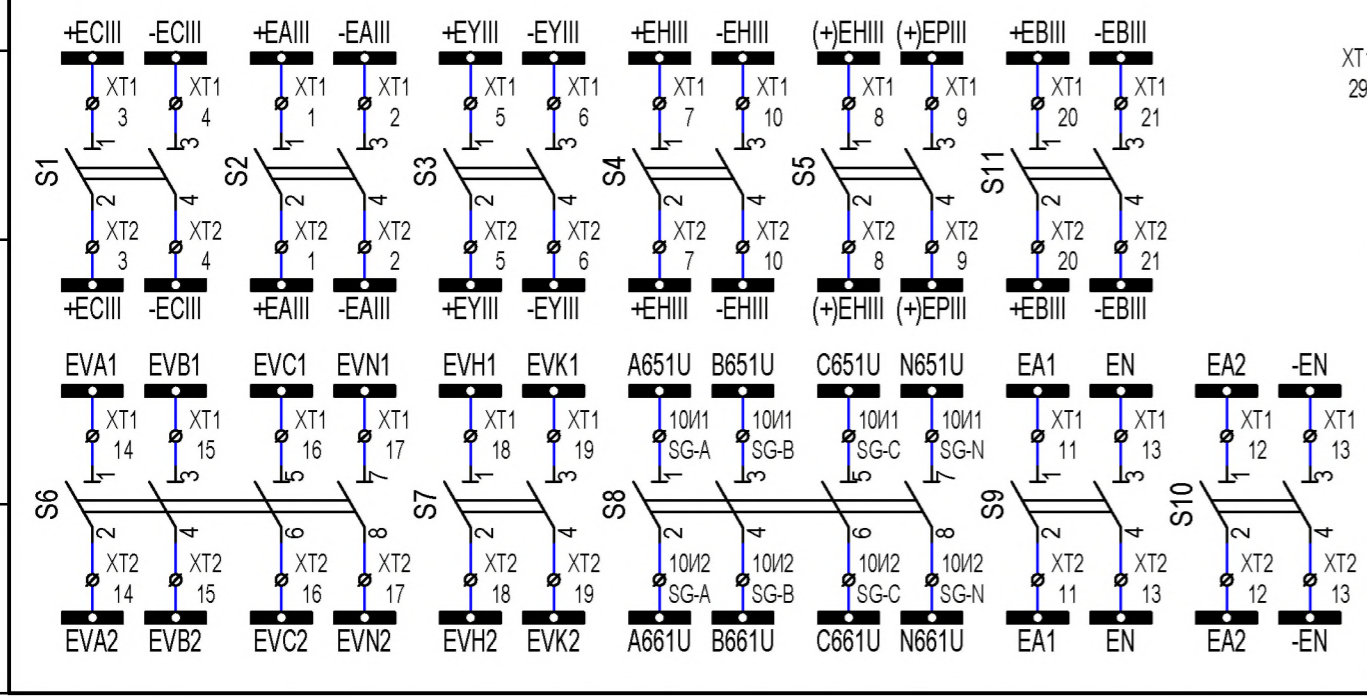 +ECIII -ECIII +EAIII -EAIII +EYIII -EYIII +EHIII -EHIII (+)EHIII (+)EPIII +EBIII -EBIII
XT1 XT1 XT1 XT1 XT1 XT1 XT1 XT1 XT1 XT1 XT1 XT1
3 4 1 2 5 6 7 10 8 9 20 21
29
1 3 1 3 1 3 1 3 1 3 1 3
S1 S2 S3 S4 S5 S11
2 4 2 4 2 4 2 4 2 4 2 4
XT2 XT2 XT2 XT2 XT2 XT2 XT2 XT2 XT2 XT2 XT2 XT2
3 4 1 2 5 6 7 10 8 9 20 21
+ECIII -ECIII +EAIII -EAIII +EYIII -EYIII +EHIII -EHIII (+)EHIII (+)EPIII +EBIII -EBIII
EVA1 EVB1 EVC1 EVN1 EVH1 EVK1 A651U B651U C651U N651U EA1 EN EA2 -EN
XT1 XT1 XT1 XT1 XT1 XT1 10И1 10И1 10И1 10И1 XT1 XT1 XT1 XT1
14 15 16 17 18 19 SG-A SG-B SG-C SG-N 11 13 12 13
1 3 5 7 1 3 1 3 5 7 1 3 1 3
S6 S7 S8 S9 S10
2 4 6 8 2 4 2 4 6 8 2 4 2 4
XT2 XT2 XT2 XT2 XT2 XT2 10И2 10И2 10И2 10И2 XT2 XT2 XT2 XT2
14 15 16 17 18 19 SG-A SG-B SG-C SG-N 11 13 12 13
EVA2 EVB2 EVC2 EVN2 EVH2 EVK2 A661U B661U C661U N661U EA1 EN EA2 -EN